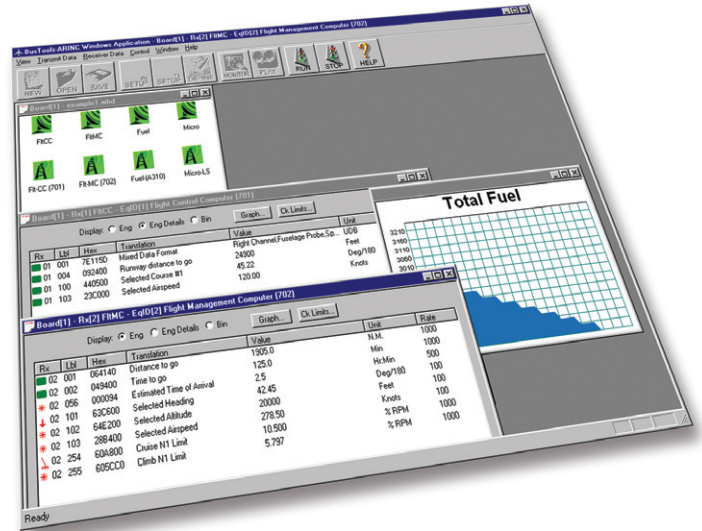 BusTools-ARINC Windows Application - Board[1] - Rx[2] FltMC - EqID[2] Flight Management Computer [702]
View Transmit Data Receiver Data Control Window Help
NEW OPEN SAVE SETUP SETUP MONITOR PLAY RUN STOP HELP
Board[1] - example1.wbd
FltCC FltMC Fuel Micro
Flt-CC (701) Flt-MC (702) Fuel-(A310) Micro-LS
Board[1] - Rx[1] FltCC - EqID[1] Flight Control Computer [701]
Display: Eng Eng Details Bin Graph... Ck Limits...
Rx Lbl Hex Translation Value Unit
01 001 7E115D Mixed Data Format Right Channel,Fuselage Probe,Sp... UDB
01 004 092400 Runway distance to go 24900 Feet
01 100 440500 Selected Course #1 45.22 Deg/180
01 103 23C000 Selected Airspeed 120.00 Knots
Total Fuel
3210
3160
3110
3060
3010
Board[1] - Rx[2] FltMC - EqID[2] Flight Management Computer [702]
Display: Eng Eng Details Bin Graph... Ck Limits...
Rx Lbl Hex Translation Value Unit Rate
02 001 064140 Distance to go 1905.0 N.M. 1000
02 002 049400 Time to go 125.0 Min 1000
02 056 000094 Estimated Time of Arrival 2.5 Hr:Min 500
02 101 63C600 Selected Heading 42.45 Deg/180 100
02 102 64E200 Selected Altitude 20000 Feet 100
02 103 28B400 Selected Airspeed 278.50 Knots 100
02 254 60A800 Cruise N1 Limit 10.500 % RPM 1000
02 255 605CC0 Climb N1 Limit 5.797 % RPM 1000
Ready